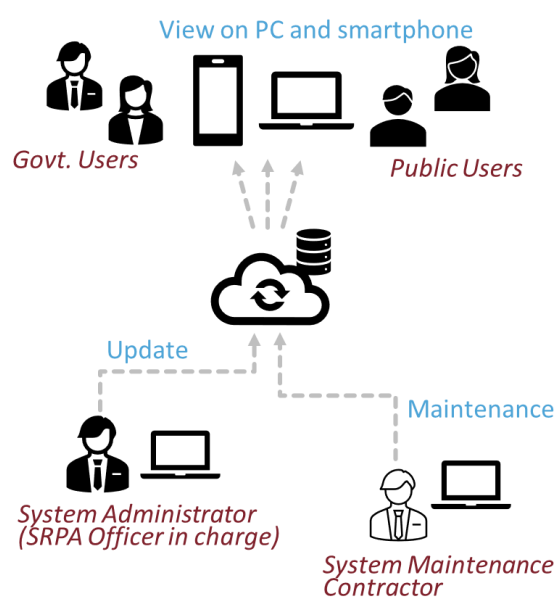 View on PC and smartphone
Govt. Users
Public Users
Update
Maintenance
System Administrator
(SRPA Officer in charge)
System Maintenance
Contractor